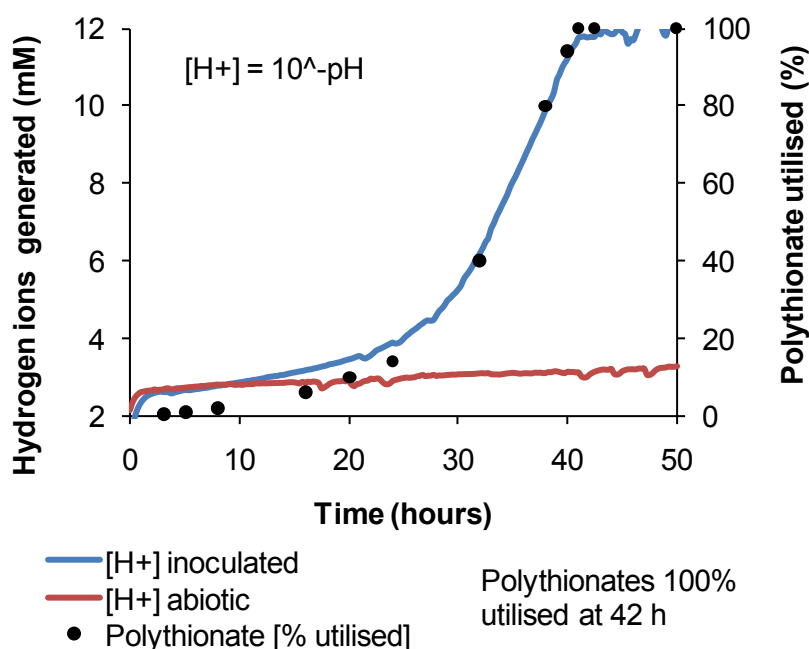 [H+] = 10^-pH
Hydrogen ions generated (mM)
12
10
8
6
4
2
100
80
60
40
20
0
Polythionate utilised (%)
0
10
20
30
40
50
Time (hours)
[H+] inoculated
[H+] abiotic
Polythionate [% utilised]
Polythionates 100%
utilised at 42 h